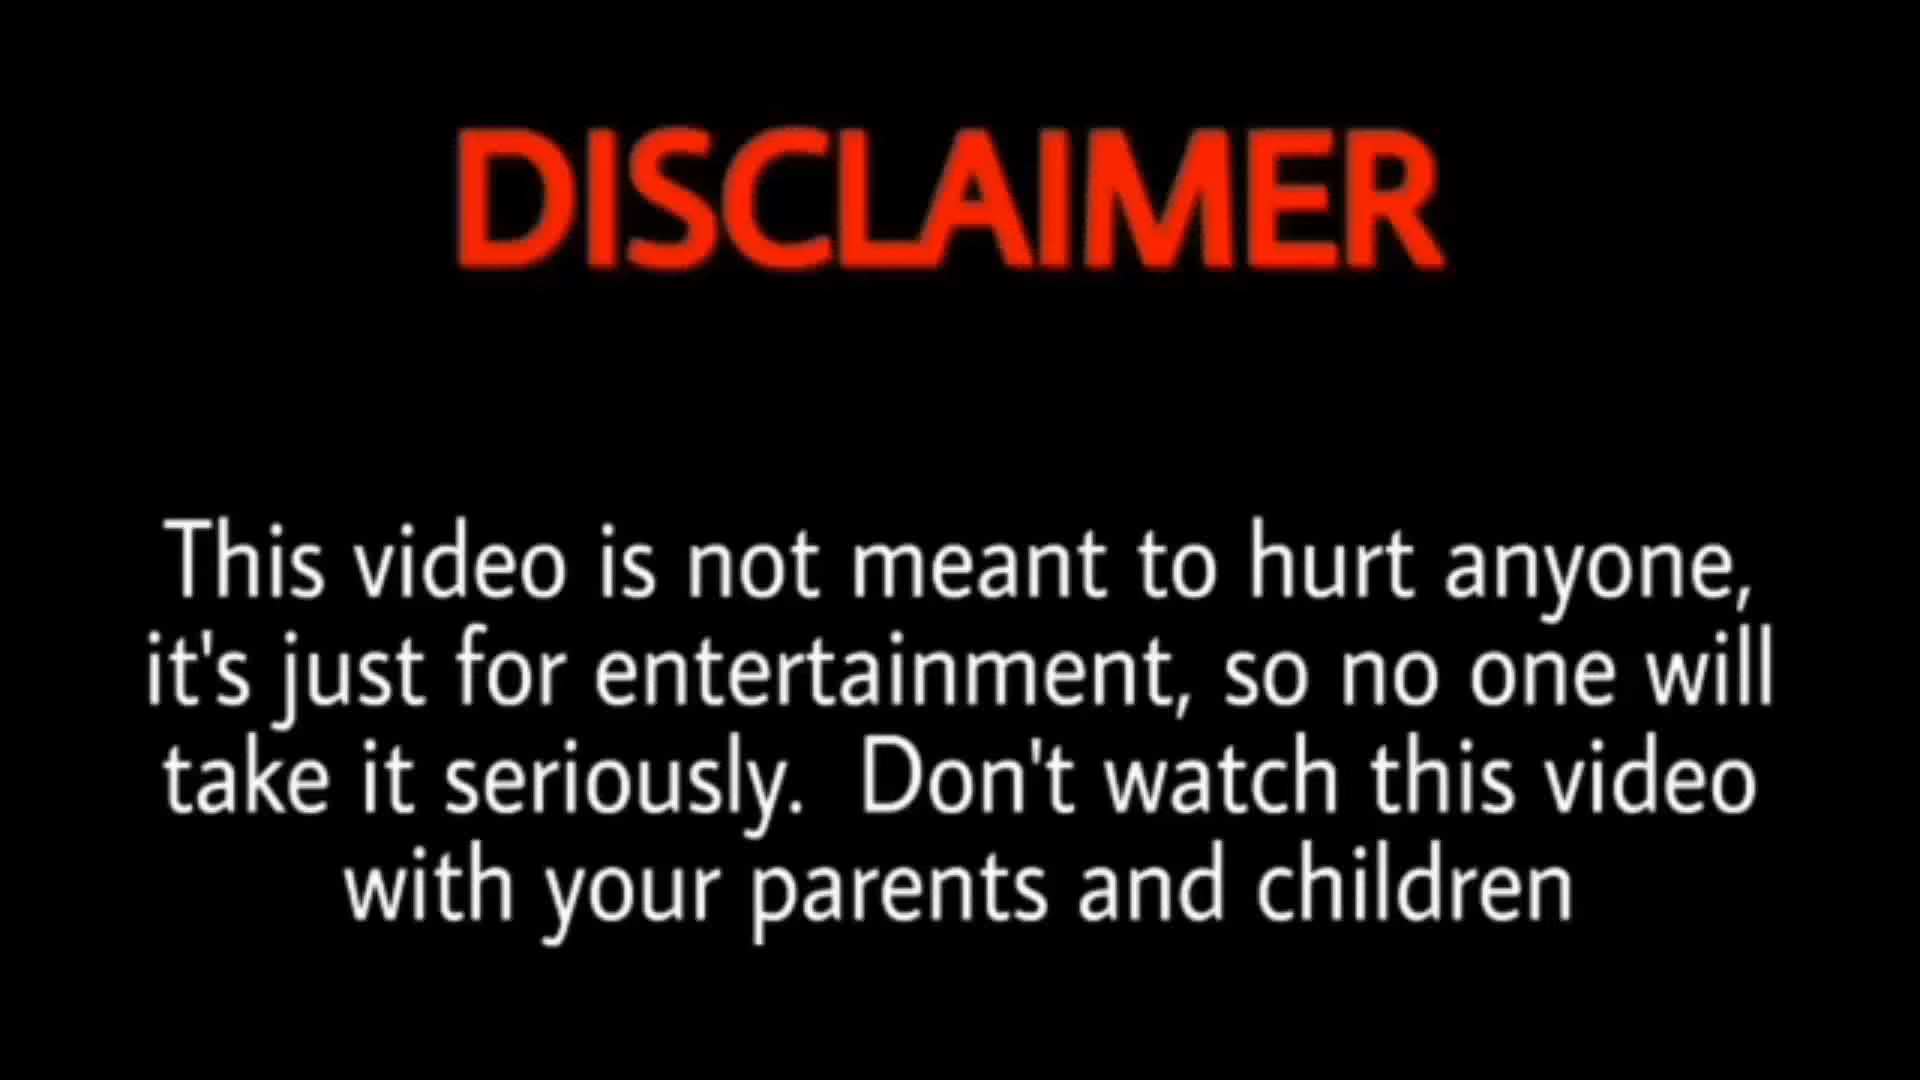 DISCLAIMER
This video is not meant to hurt anyone,
it's just for entertainment, so no one will
take it seriously.  Don't watch this video
with your parents and children